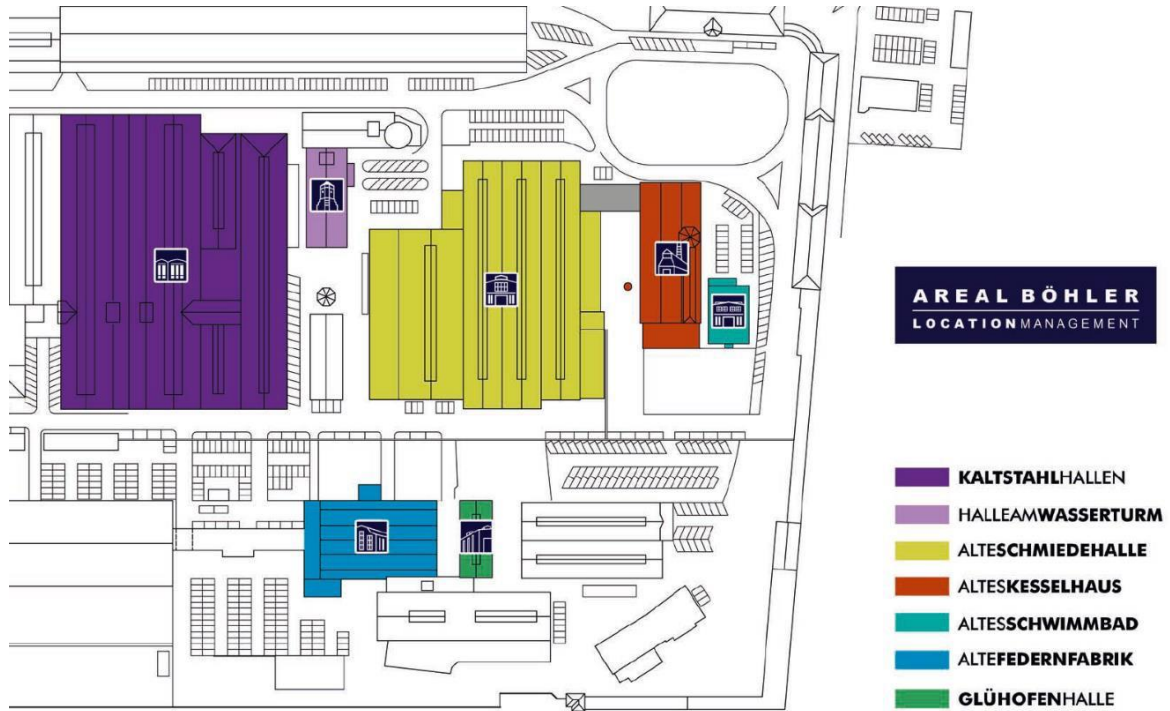 AREAL BÖHLER
LOCATIONMANAGEMENT
KALTSTAHLHALLEN
HALLEAMWASSERTURM
ALTESCHMIEDEHALLE
ALTESKESSELHAUS
ALTESSCHWIMMBAD
ALTEFEDERNFABRIK
GLÜHOFENHALLE